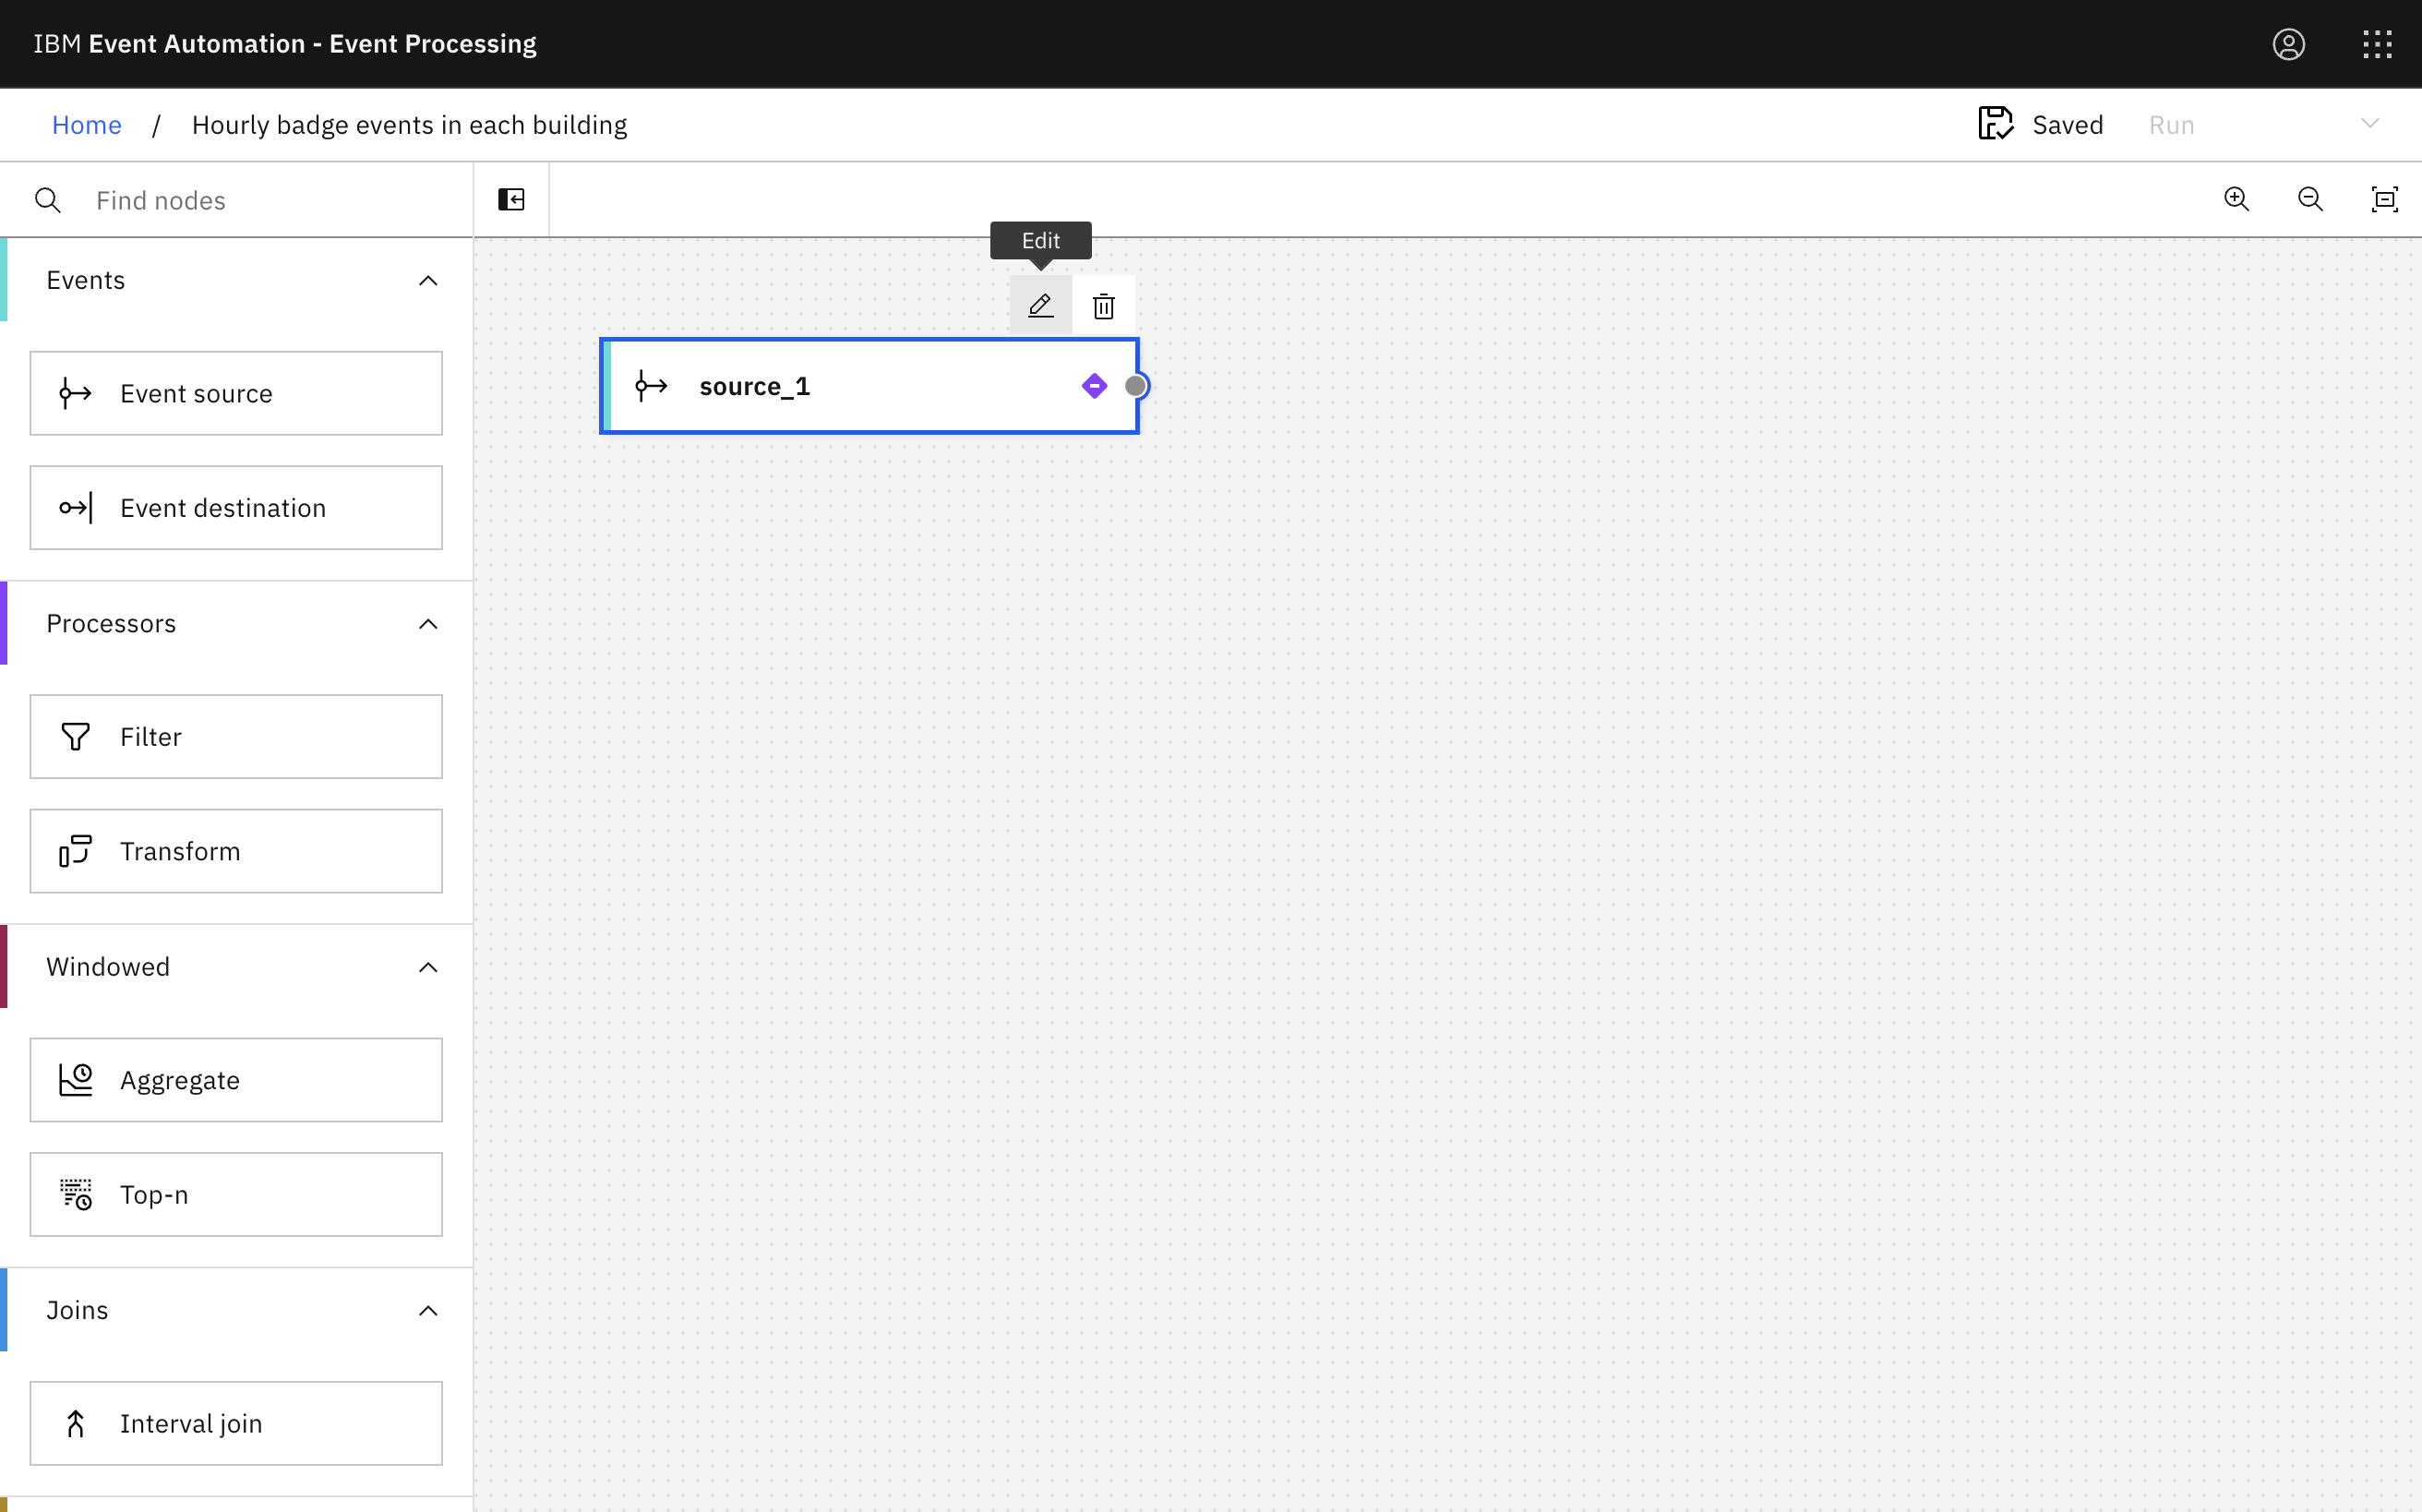 IBM Event Automation - Event Processing
Home / Hourly badge events in each building
Saved
Run
Find nodes
Edit
Events
source_1
Event source
Event destination
Processors
Filter
Transform
Windowed
Aggregate
Top-n
Joins
Interval join